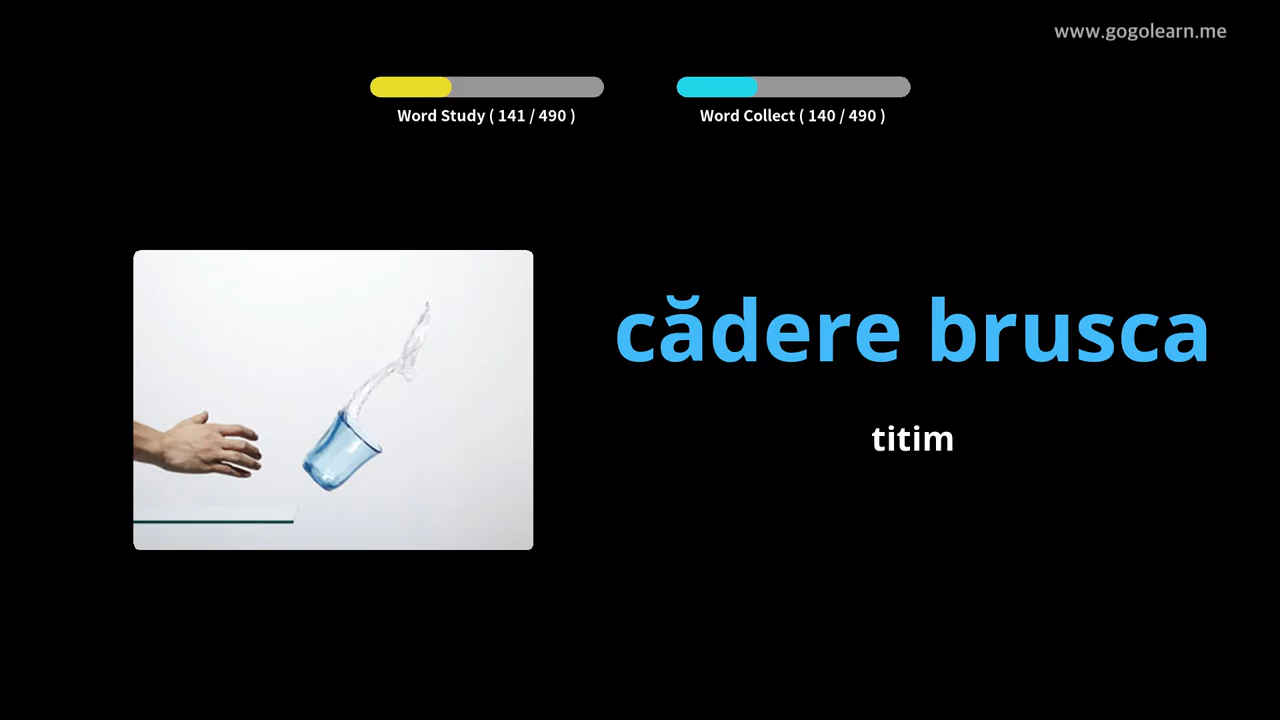 www.gogolearn.me
Word Study ( 141 / 490 )
Word Collect ( 140 / 490 )
cădere brusca
titim